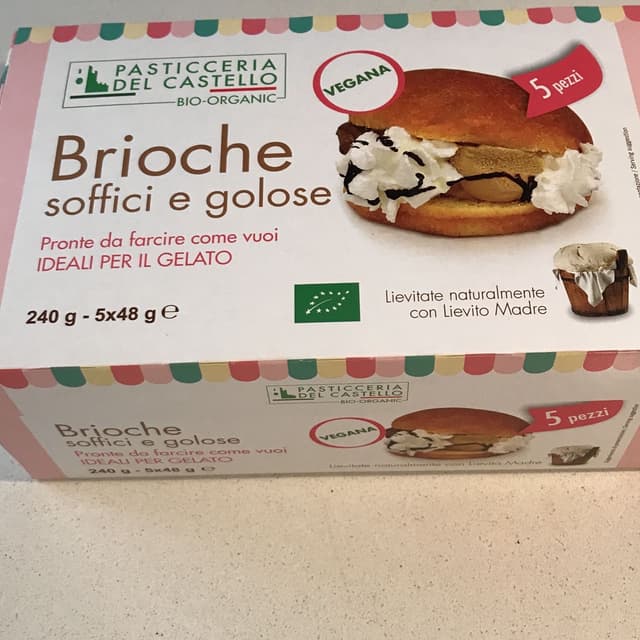 PASTICCERIA
DEL CASTELLO
BIO-ORGANIC
VEGANA
5 pezzi
Brioche
soffici e golose
Pronte da farcire come vuoi
IDEALI PER IL GELATO
240 g - 5x48 g e
Lievitate naturalmente
con Lievito Madre
/ Serving suggestion
PASTICCERIA
DEL CASTELLO
BIO-ORGANIC
Brioche
soffici e golose
Pronte da farcire come vuoi
IDEALI PER GELATO
240 g - 5x48 g e
VEGANA
5 pezzi
Lievitate naturalmente con Lievito Madre